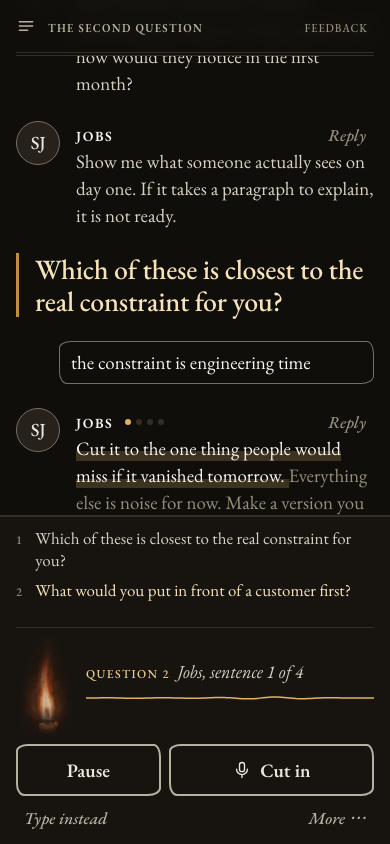 THE SECOND QUESTION
FEEDBACK
how would they notice in the first
month?
SJ
JOBS
Reply
Show me what someone actually sees on
day one. If it takes a paragraph to explain,
it is not ready.
Which of these is closest to the
real constraint for you?
the constraint is engineering time
SJ
JOBS
Reply
Cut it to the one thing people would
miss if it vanished tomorrow. Everything
else is noise for now. Make a version you
1 Which of these is closest to the real constraint for
you?
2 What would you put in front of a customer first?
QUESTION 2 Jobs, sentence 1 of 4
Pause
Cut in
Type instead
More ···